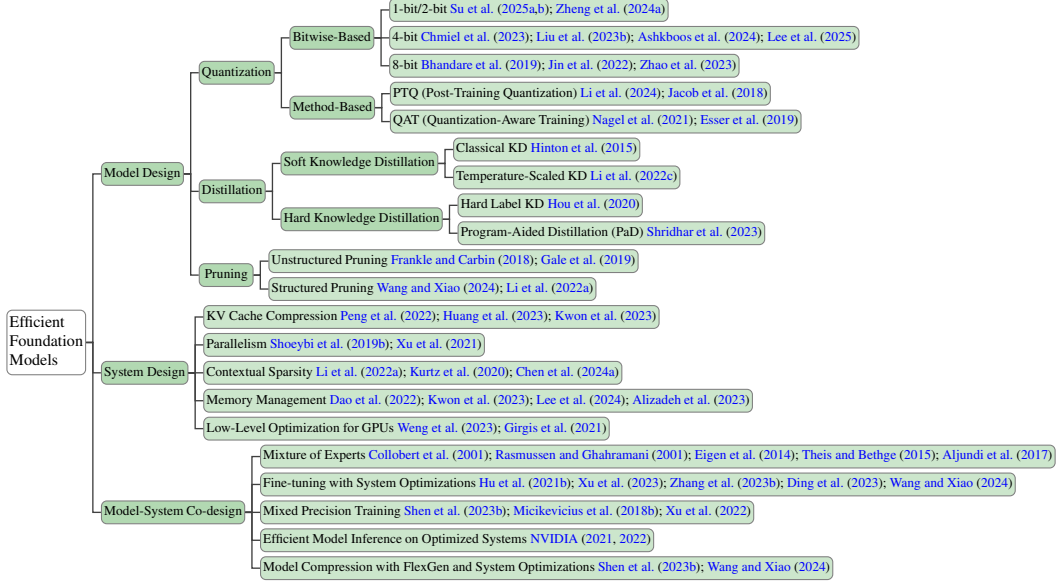 Efficient
Foundation
Models
Model Design
Quantization
Bitwise-Based
1-bit/2-bit Su et al. (2025a,b); Zheng et al. (2024a)
4-bit Chmiel et al. (2023); Liu et al. (2023b); Ashkboos et al. (2024); Lee et al. (2025)
8-bit Bhandare et al. (2019); Jin et al. (2022); Zhao et al. (2023)
Method-Based
PTQ (Post-Training Quantization) Li et al. (2024); Jacob et al. (2018)
QAT (Quantization-Aware Training) Nagel et al. (2021); Esser et al. (2019)
Distillation
Soft Knowledge Distillation
Classical KD Hinton et al. (2015)
Temperature-Scaled KD Li et al. (2022c)
Hard Knowledge Distillation
Hard Label KD Hou et al. (2020)
Program-Aided Distillation (PaD) Shridhar et al. (2023)
Pruning
Unstructured Pruning Frankle and Carbin (2018); Gale et al. (2019)
Structured Pruning Wang and Xiao (2024); Li et al. (2022a)
System Design
KV Cache Compression Peng et al. (2022); Huang et al. (2023); Kwon et al. (2023)
Parallelism Shoeybi et al. (2019b); Xu et al. (2021)
Contextual Sparsity Li et al. (2022a); Kurtz et al. (2020); Chen et al. (2024a)
Memory Management Dao et al. (2022); Kwon et al. (2023); Lee et al. (2024); Alizadeh et al. (2023)
Low-Level Optimization for GPUs Weng et al. (2023); Girgis et al. (2021)
Model-System Co-design
Mixture of Experts Collobert et al. (2001); Rasmussen and Ghahramani (2001); Eigen et al. (2014); Theis and Bethge (2015); Aljundi et al. (2017)
Fine-tuning with System Optimizations Hu et al. (2021b); Xu et al. (2023); Zhang et al. (2023b); Ding et al. (2023); Wang and Xiao (2024)
Mixed Precision Training Shen et al. (2023b); Micikevicius et al. (2018b); Xu et al. (2022)
Efficient Model Inference on Optimized Systems NVIDIA (2021, 2022)
Model Compression with FlexGen and System Optimizations Shen et al. (2023b); Wang and Xiao (2024)